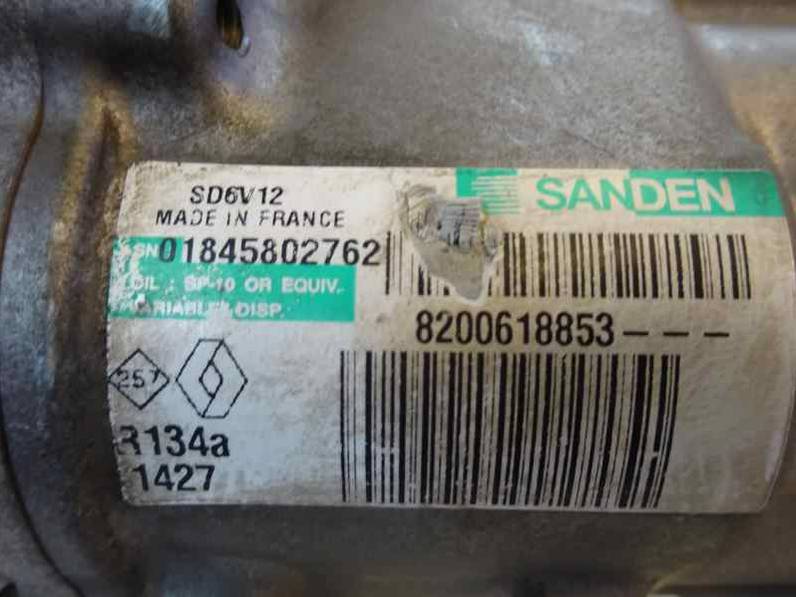 SD6V12
MADE IN FRANCE
SANDEN
SN 01845802762
OIL : SP-10 OR EQUIV.
VARIABLE DISP.
8200618853---
257
R134a
1427